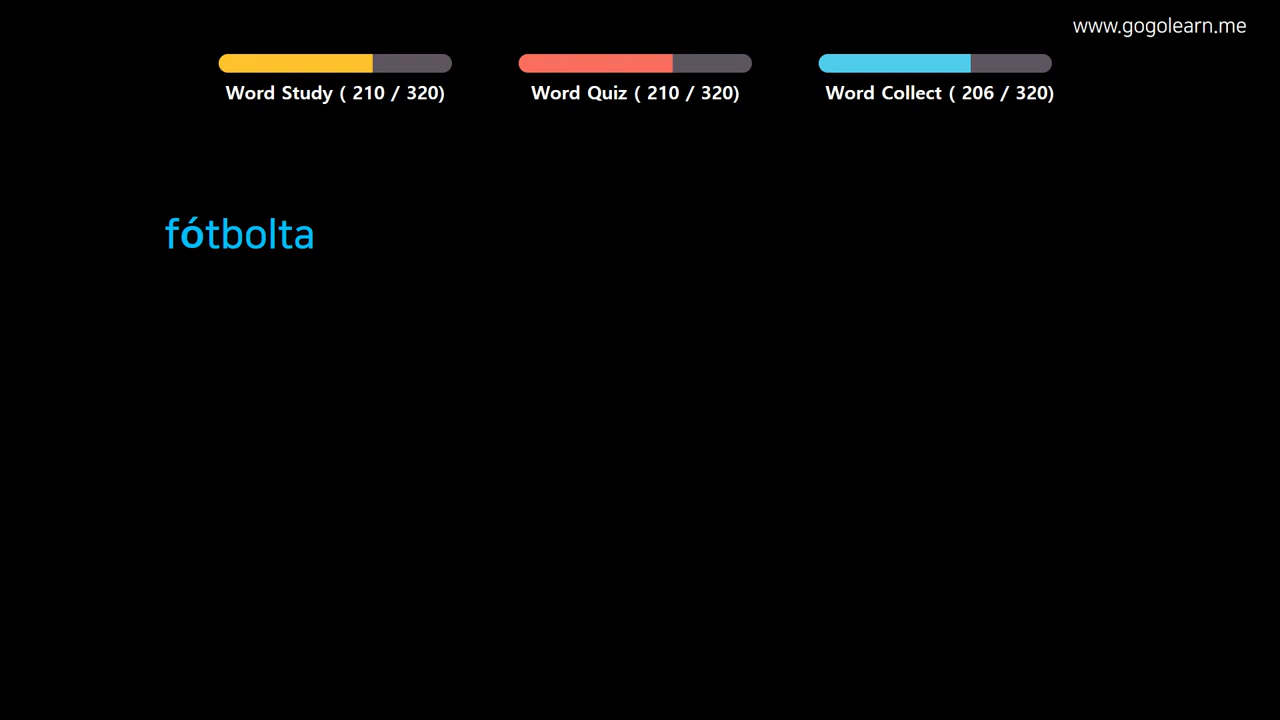 www.gogolearn.me
Word Study ( 210 / 320)
Word Quiz ( 210 / 320)
Word Collect ( 206 / 320)
fótbolta